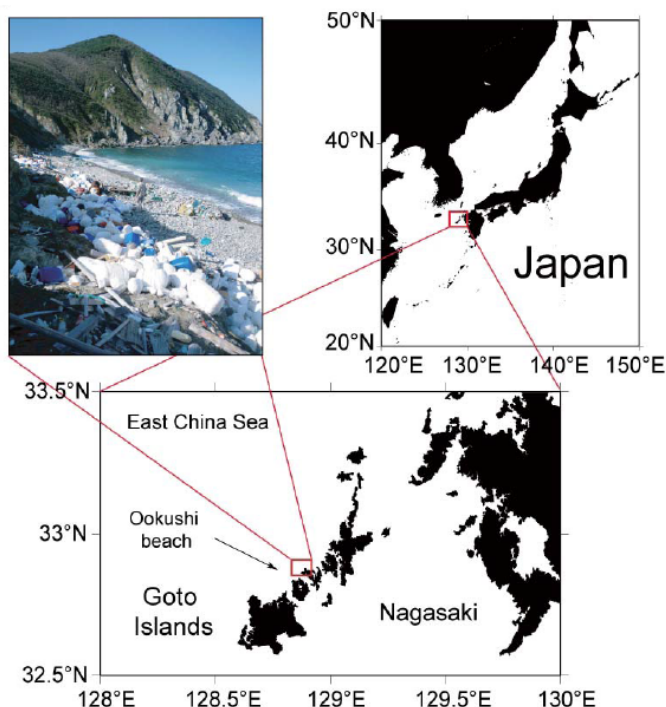 50°N
40°N
30°N
20°N
Japan
120°E 130°E 140°E 150°E
33.5°N
East China Sea
33°N
Ookushi
beach
Goto
Islands
Nagasaki
32.5°N
128°E 128.5°E 129°E 129.5°E 130°E